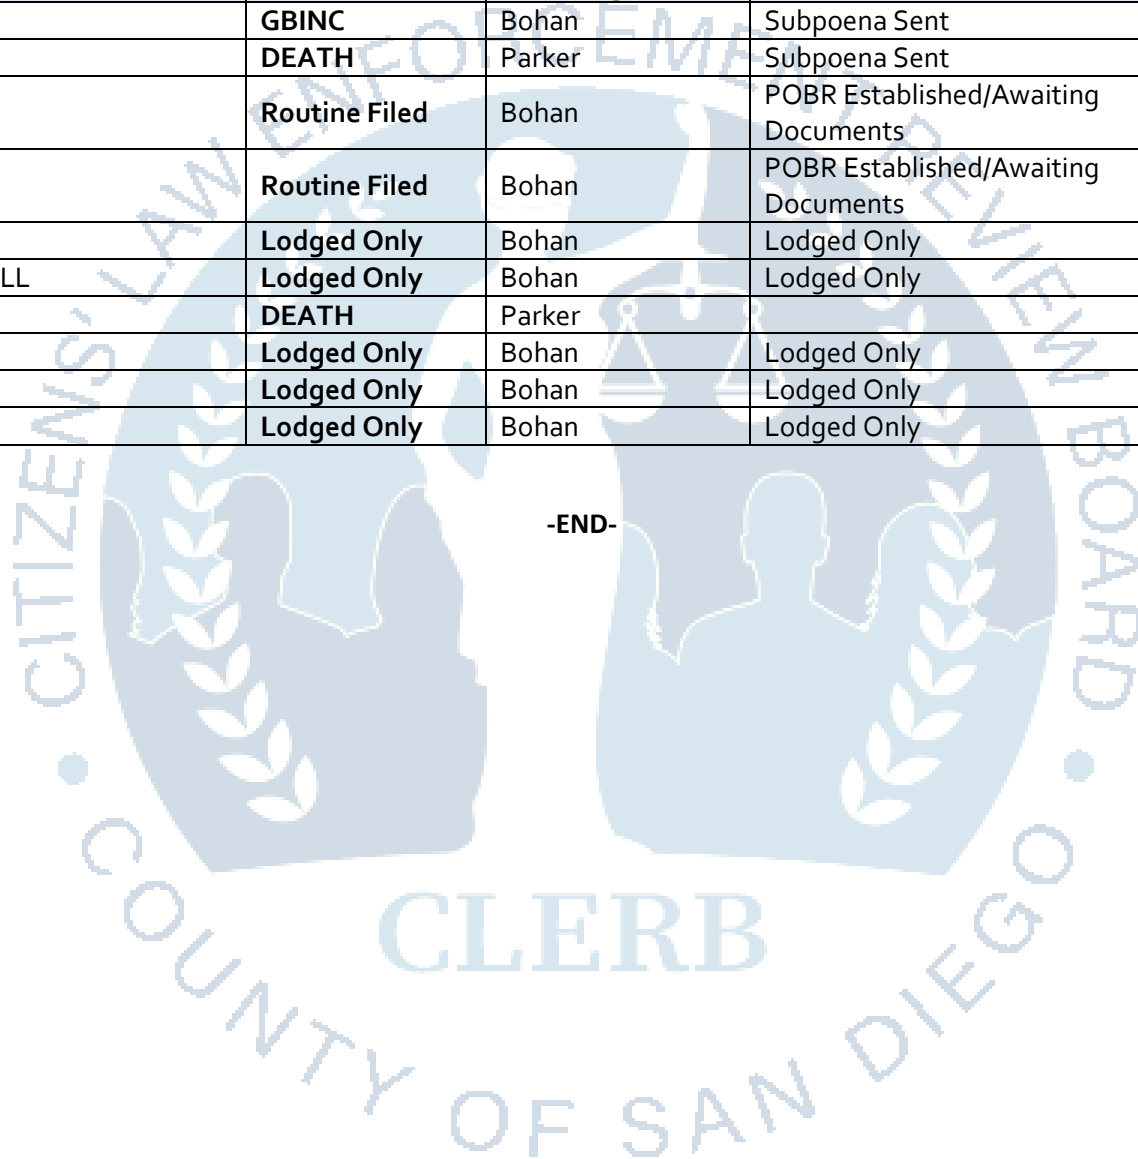 GBINC Bohan Subpoena Sent
DEATH Parker Subpoena Sent
Routine Filed Bohan POBR Established/Awaiting
Documents
Routine Filed Bohan POBR Established/Awaiting
Documents
Lodged Only Bohan Lodged Only
LL Lodged Only Bohan Lodged Only
DEATH Parker
Lodged Only Bohan Lodged Only
Lodged Only Bohan Lodged Only
Lodged Only Bohan Lodged Only
-END-
CITIZENS' LAW ENFORCEMENT REVIEW BOARD
CLERB
COUNTY OF SAN DIEGO